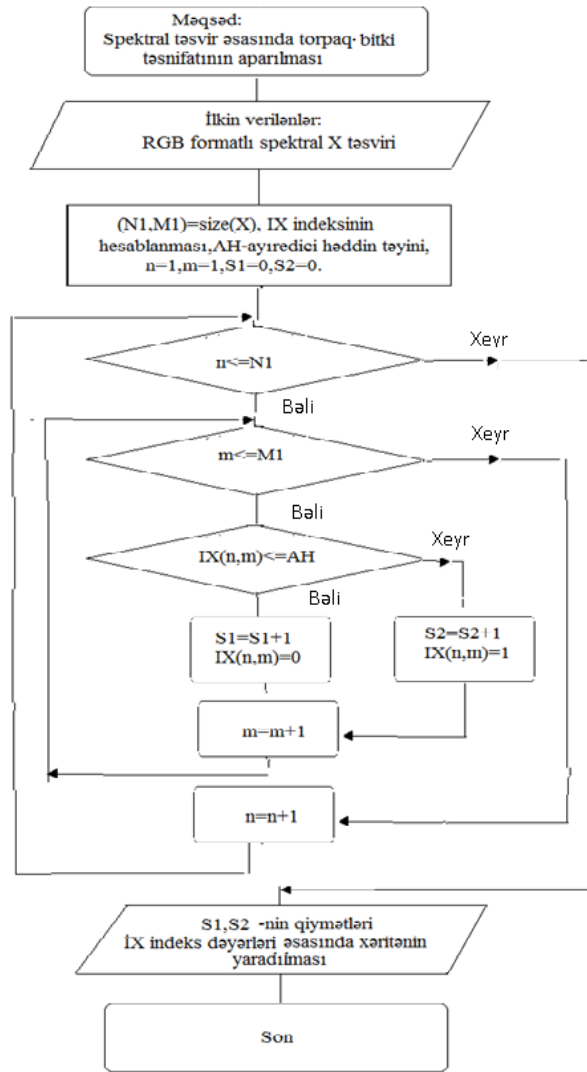 Məqsəd:
Spektral təsvir əsasında torpaq-bitki
təsnifatının aparılması
İlkin verilənlər:
RGB formatlı spektral X təsviri
(N1,M1)=size(X), IX indeksinin
hesablanması,AH-ayıredici həddin təyini,
n=1,m=1,S1=0,S2=0.
n<=N1
Xeyr
Bəli
m<=M1
Xeyr
Bəli
IX(n,m)<=AH
Xeyr
Bəli
S1=S1+1
IX(n,m)=0
S2=S2+1
IX(n,m)=1
m=m+1
n=n+1
S1,S2 -nin qiymətləri
İX indeks dəyərləri əsasında xəritənin
yaradılması
Son